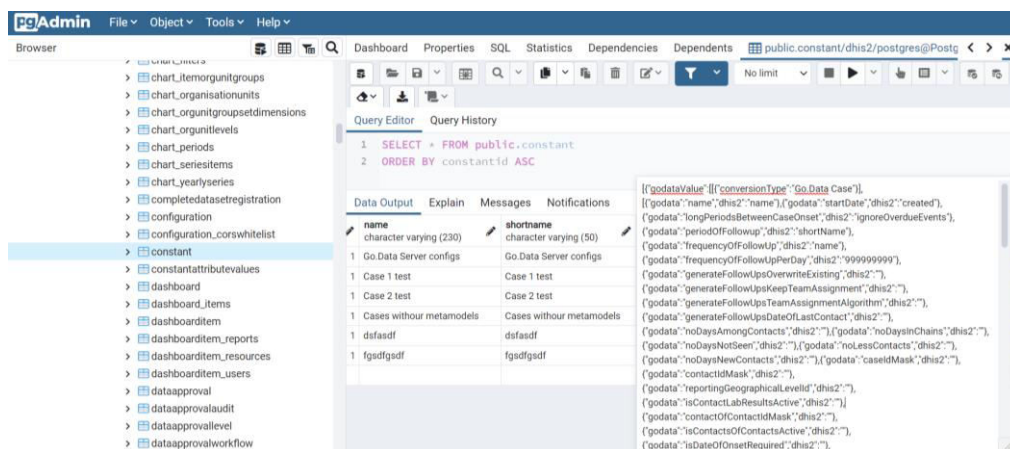 pgAdmin File Object Tools Help
Browser
Dashboard Properties SQL Statistics Dependencies Dependents public.constant/dhis2/postgres@Postg
chart_filters
chart_itemorgunitgroups
chart_organisationunits
chart_orgunitgroupsetdimensions
chart_orgunitlevels
chart_periods
chart_seriesitems
chart_yearlyseries
completedatasetregistration
configuration
configuration_corswhitelist
constant
constantattributevalues
dashboard
dashboard_items
dashboarditem
dashboarditem_reports
dashboarditem_resources
dashboarditem_users
dataapproval
dataapprovalaudit
dataapprovallevel
dataapprovalworkflow
No limit
Query Editor Query History
1 SELECT * FROM public.constant
2 ORDER BY constantid ASC
Data Output Explain Messages Notifications
name shortname
character varying (230) character varying (50)
1 Go.Data Server configs Go.Data Server configs
1 Case 1 test Case 1 test
1 Case 2 test Case 2 test
1 Cases withour metamodels Cases withour metamodels
1 dsfasdf dsfasdf
1 fgsdfgsdf fgsdfgsdf
[{"godataValue":[[{"conversionType":"Go.Data Case"}],
[{"godata":"name","dhis2":"name"},{"godata":"startDate","dhis2":"created"},
{"godata":"longPeriodsBetweenCaseOnset","dhis2":"ignoreOverdueEvents"},
{"godata":"periodOfFollowup","dhis2":"shortName"},
{"godata":"frequencyOfFollowUp","dhis2":"name"},
{"godata":"frequencyOfFollowUpPerDay","dhis2":"999999999"},
{"godata":"generateFollowUpsOverwriteExisting","dhis2":""},
{"godata":"generateFollowUpsKeepTeamAssignment","dhis2":""},
{"godata":"generateFollowUpsTeamAssignmentAlgorithm","dhis2":""},
{"godata":"generateFollowUpsDateOfLastContact","dhis2":""},
{"godata":"noDaysAmongContacts","dhis2":""},{"godata":"noDaysInChains","dhis2":""},
{"godata":"noDaysNotSeen","dhis2":""},{"godata":"noLessContacts","dhis2":""},
{"godata":"noDaysNewContacts","dhis2":""},{"godata":"caseIdMask","dhis2":""},
{"godata":"contactIdMask","dhis2":""},
{"godata":"reportingGeographicalLevelId","dhis2":""},
{"godata":"isContactLabResultsActive","dhis2":""},
{"godata":"contactOfContactIdMask","dhis2":""},
{"godata":"isContactsOfContactsActive","dhis2":""},
{"godata":"isDateOfOnsetRequired","dhis2":""},